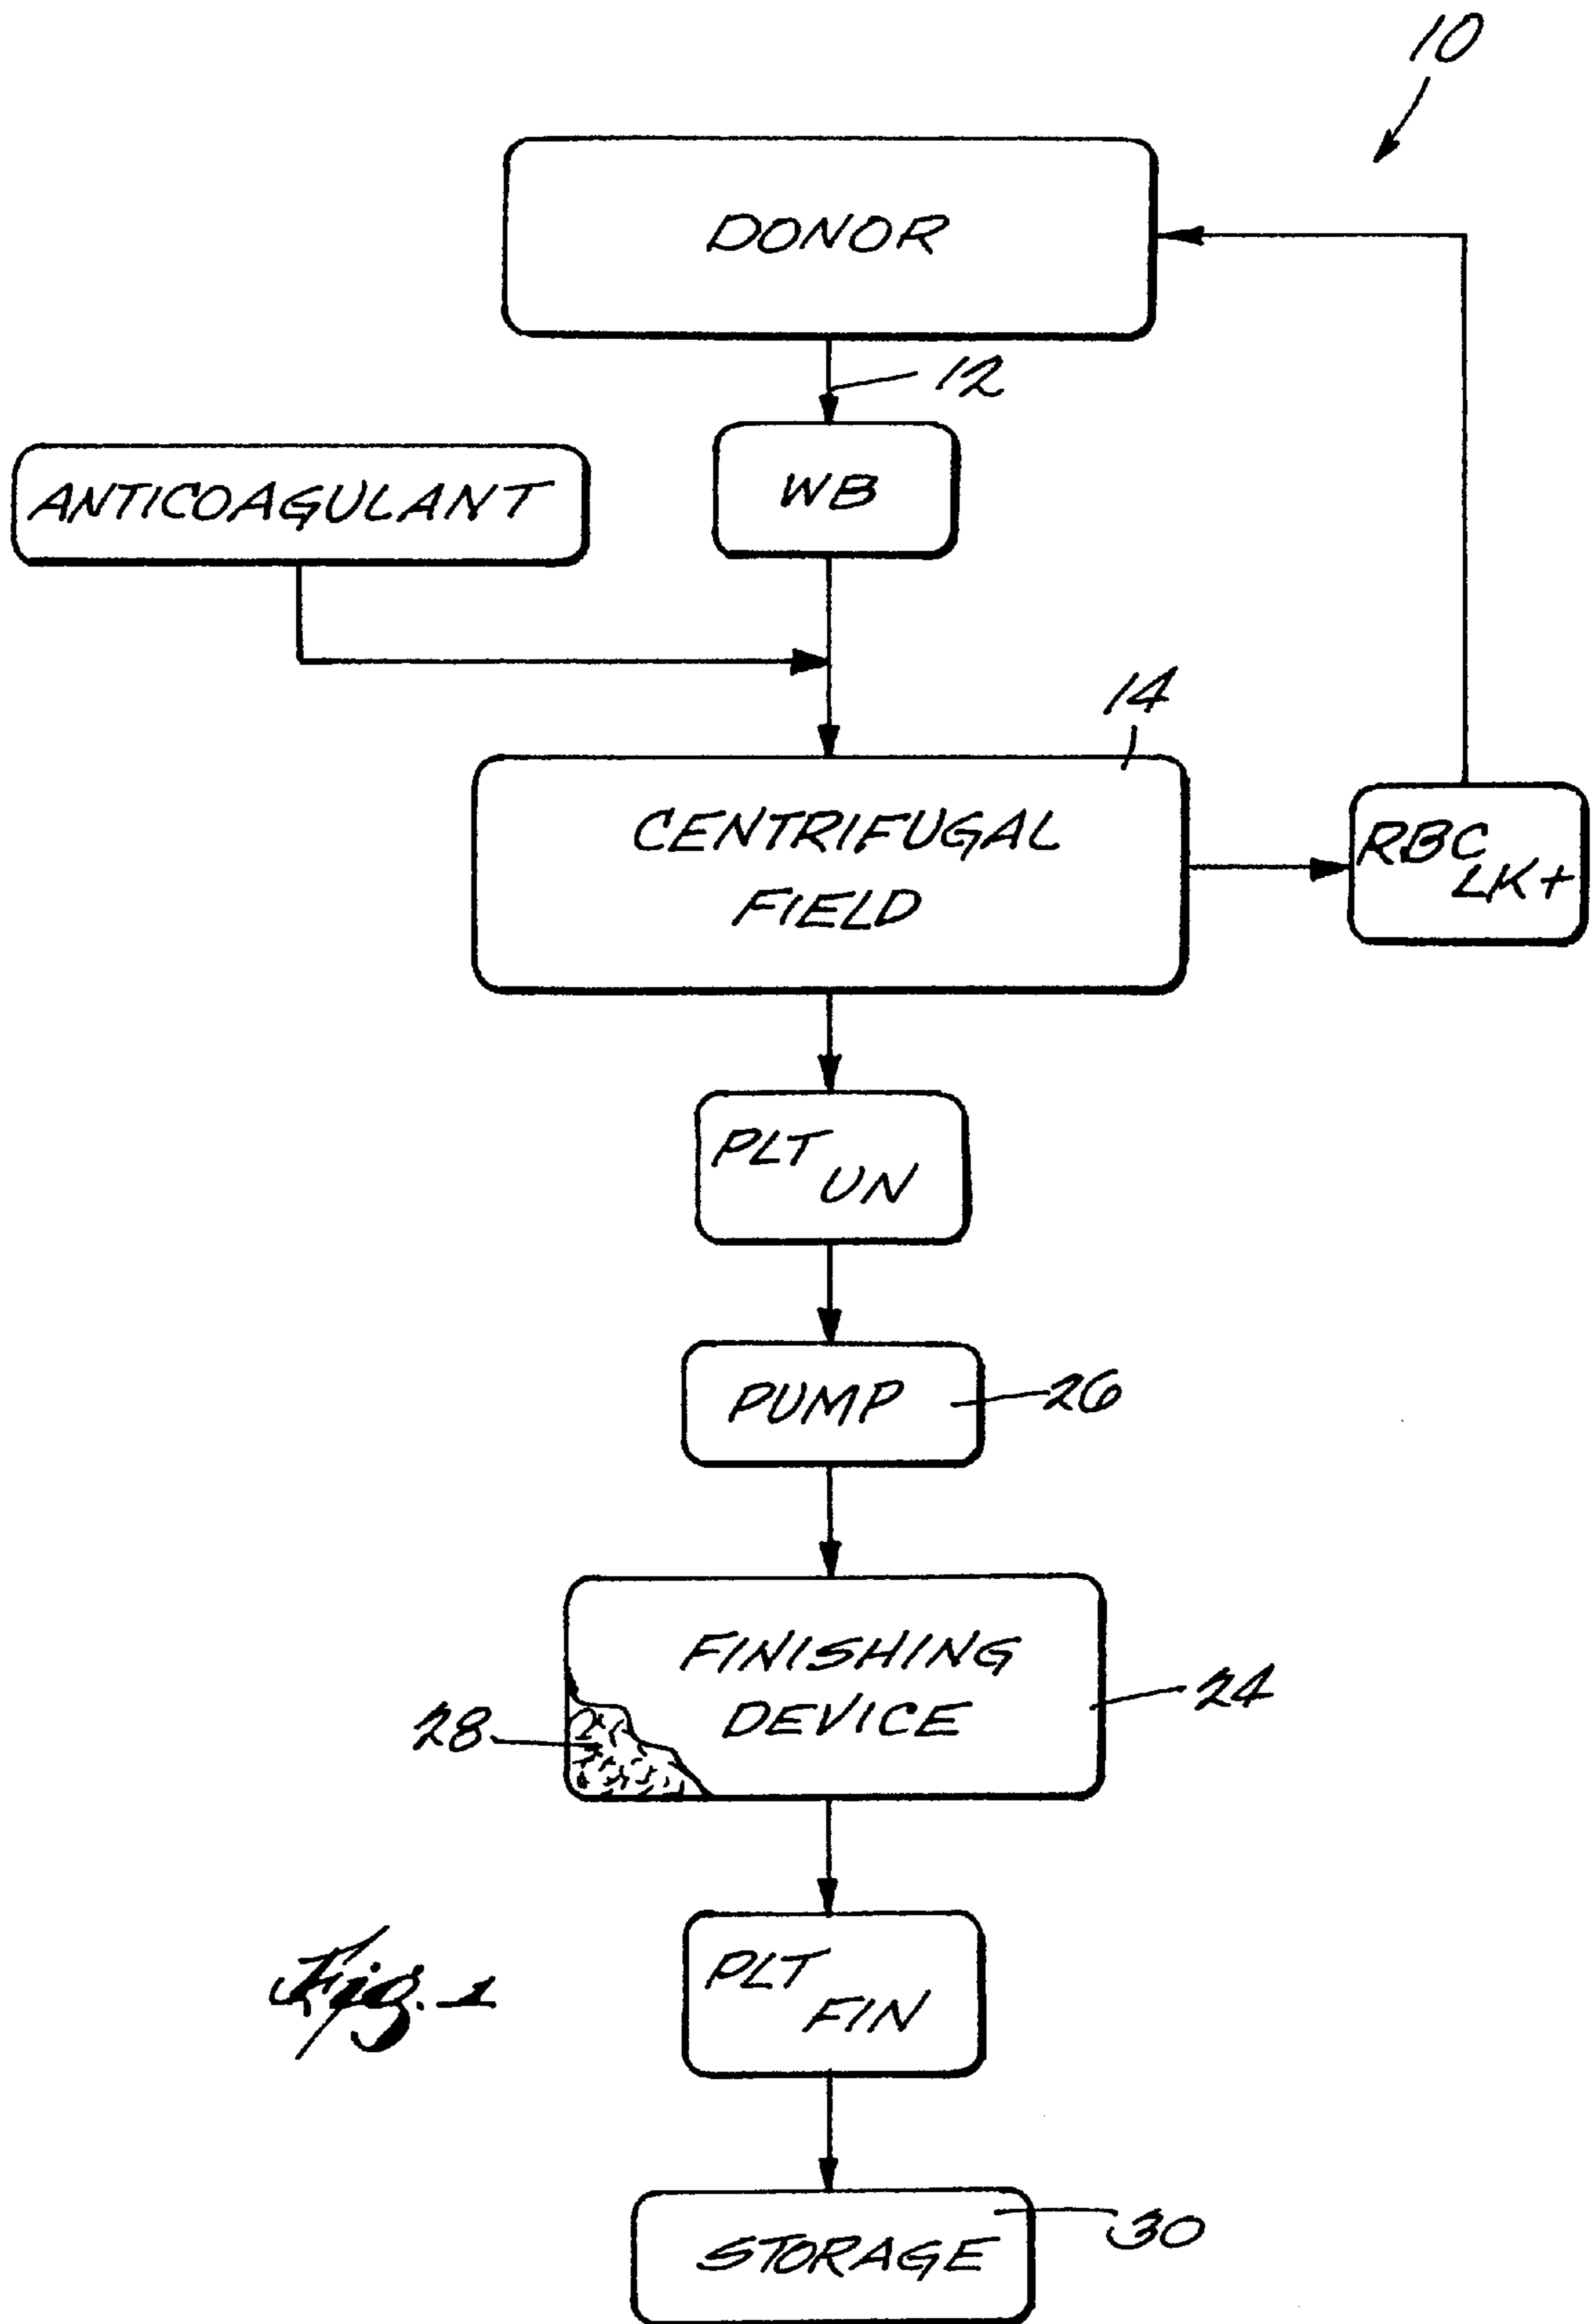 10
DONOR
12
ANTICOAGULANT
WB
14
CENTRIFUGAL
FIELD
RBC
LK+
PLT
UN
PUMP
26
FINISHING
DEVICE
24
28
PLT
FIN
Fig. 1
STORAGE
30